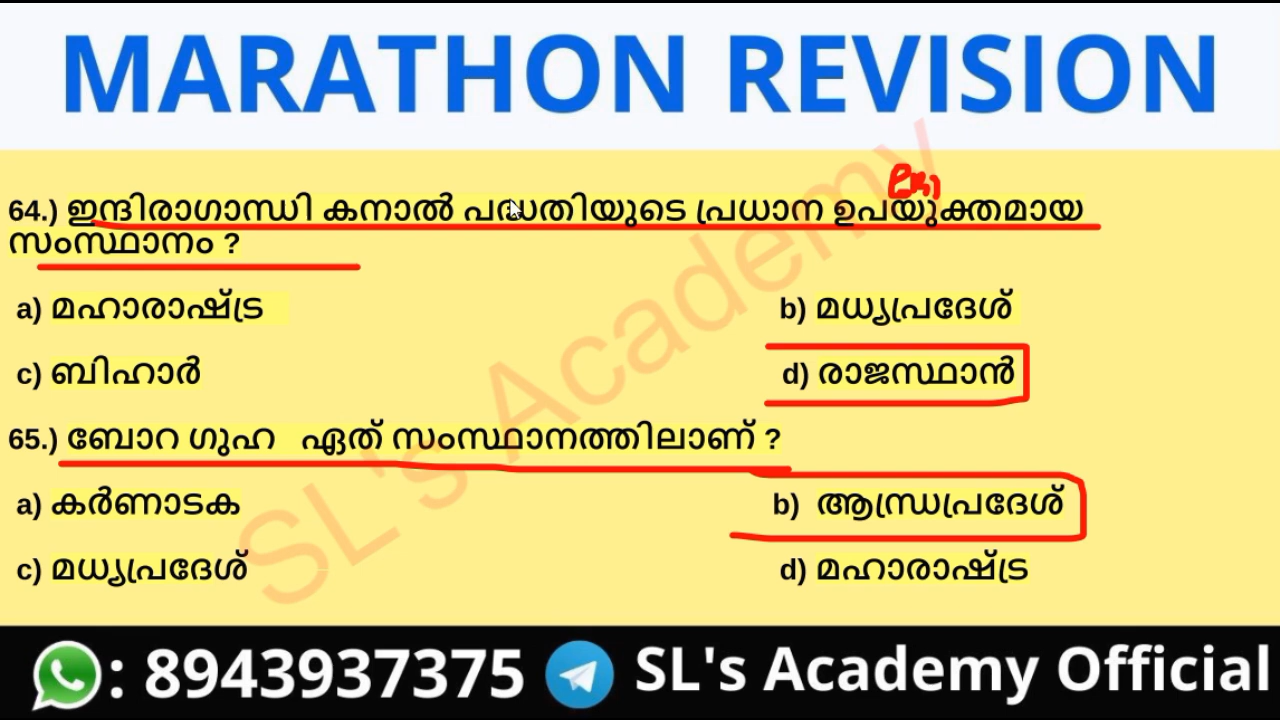 MARATHON REVISION
64.) ഇന്ദിരാഗാന്ധി കനാൽ പദ്ധതിയുടെ പ്രധാന ഉപയുക്തമായ
സംസ്ഥാനം ?
a) മഹാരാഷ്ട്ര b) മധ്യപ്രദേശ്
c) ബിഹാർ d) രാജസ്ഥാൻ
65.) ബോറ ഗുഹ ഏത് സംസ്ഥാനത്തിലാണ് ?
a) കർണാടക b) ആന്ധ്രപ്രദേശ്
c) മധ്യപ്രദേശ് d) മഹാരാഷ്ട്ര
SL's Academy
: 8943937375 SL's Academy Official